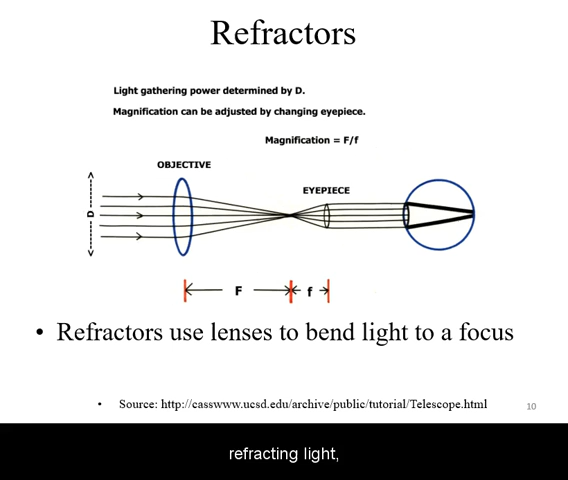 Refractors
Light gathering power determined by D.
Magnification can be adjusted by changing eyepiece.
Magnification = F/f
OBJECTIVE
EYEPIECE
D
F
f
• Refractors use lenses to bend light to a focus
• Source: http://casswww.ucsd.edu/archive/public/tutorial/Telescope.html
10
refracting light,